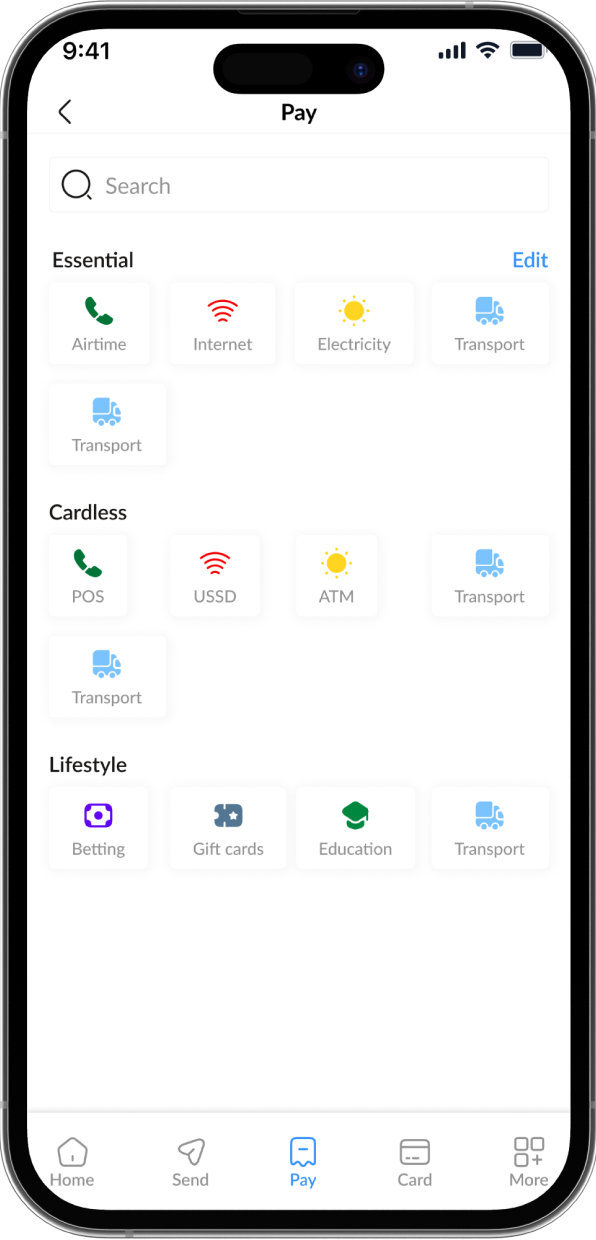 9:41
Pay
Search
Essential Edit
Airtime Internet Electricity Transport
Transport
Cardless
POS USSD ATM Transport
Transport
Lifestyle
Betting Gift cards Education Transport
Home Send Pay Card More